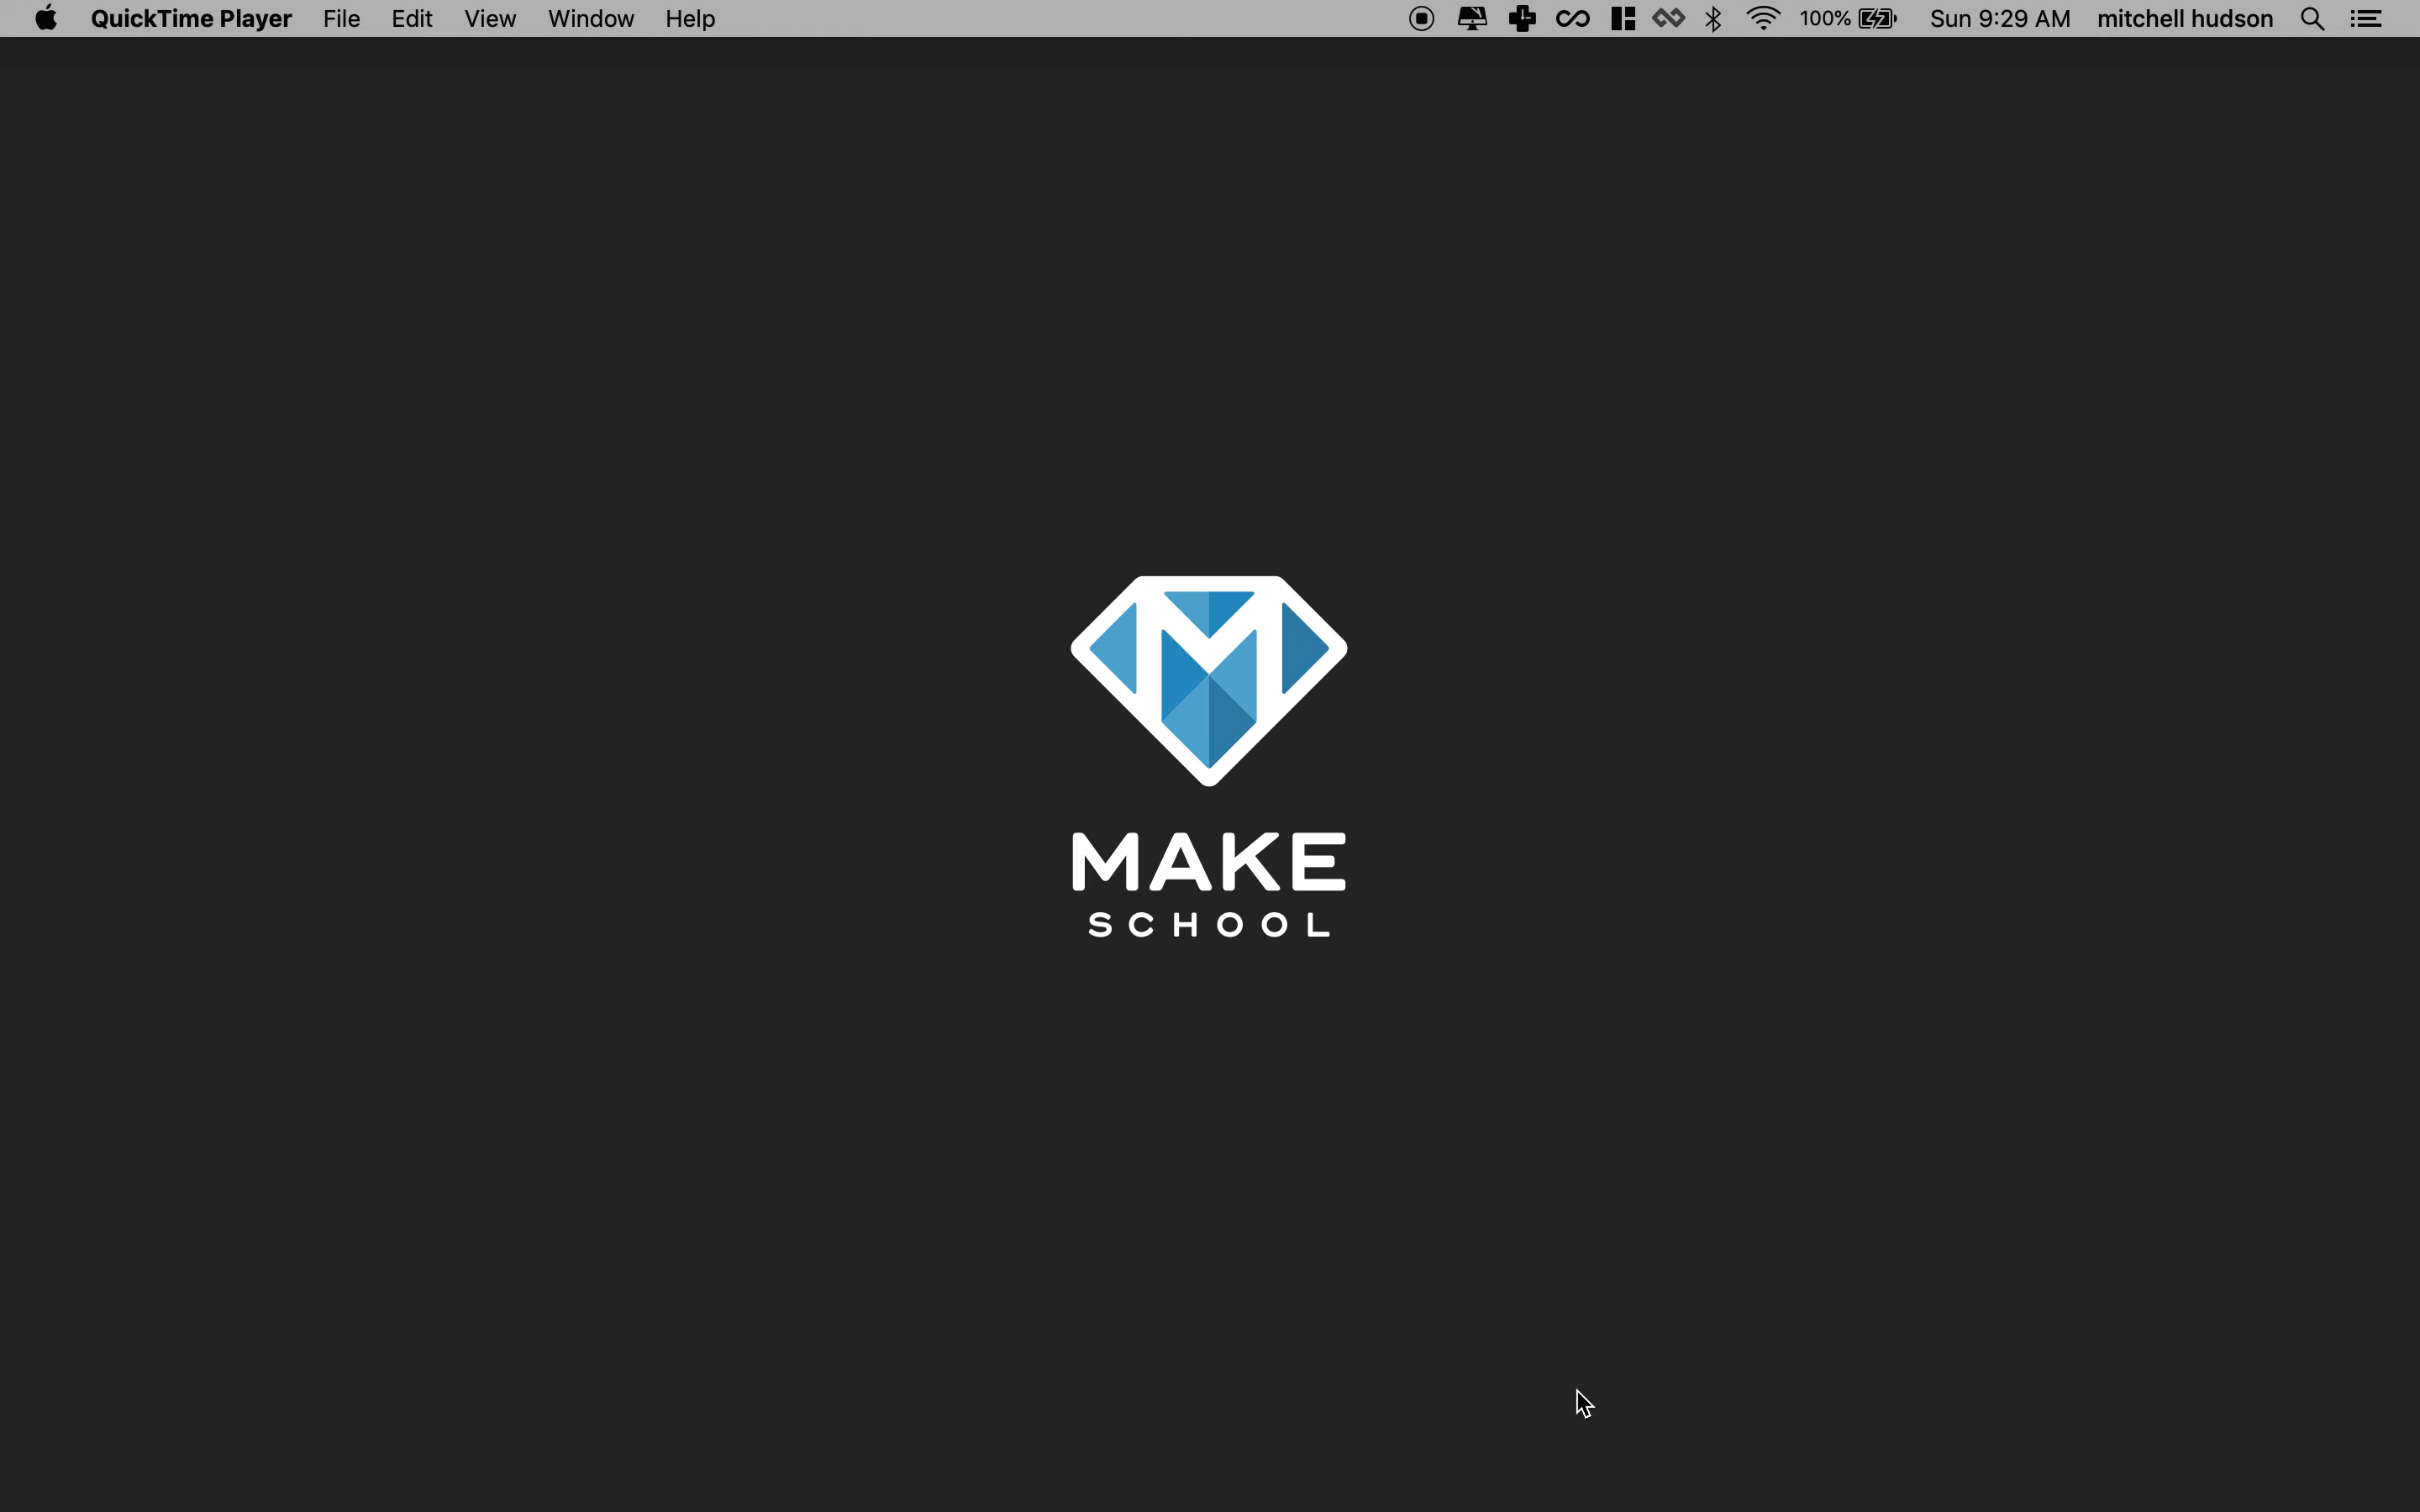 QuickTime Player File Edit View Window Help 100% Sun 9:29 AM mitchell hudson
MAKE
SCHOOL